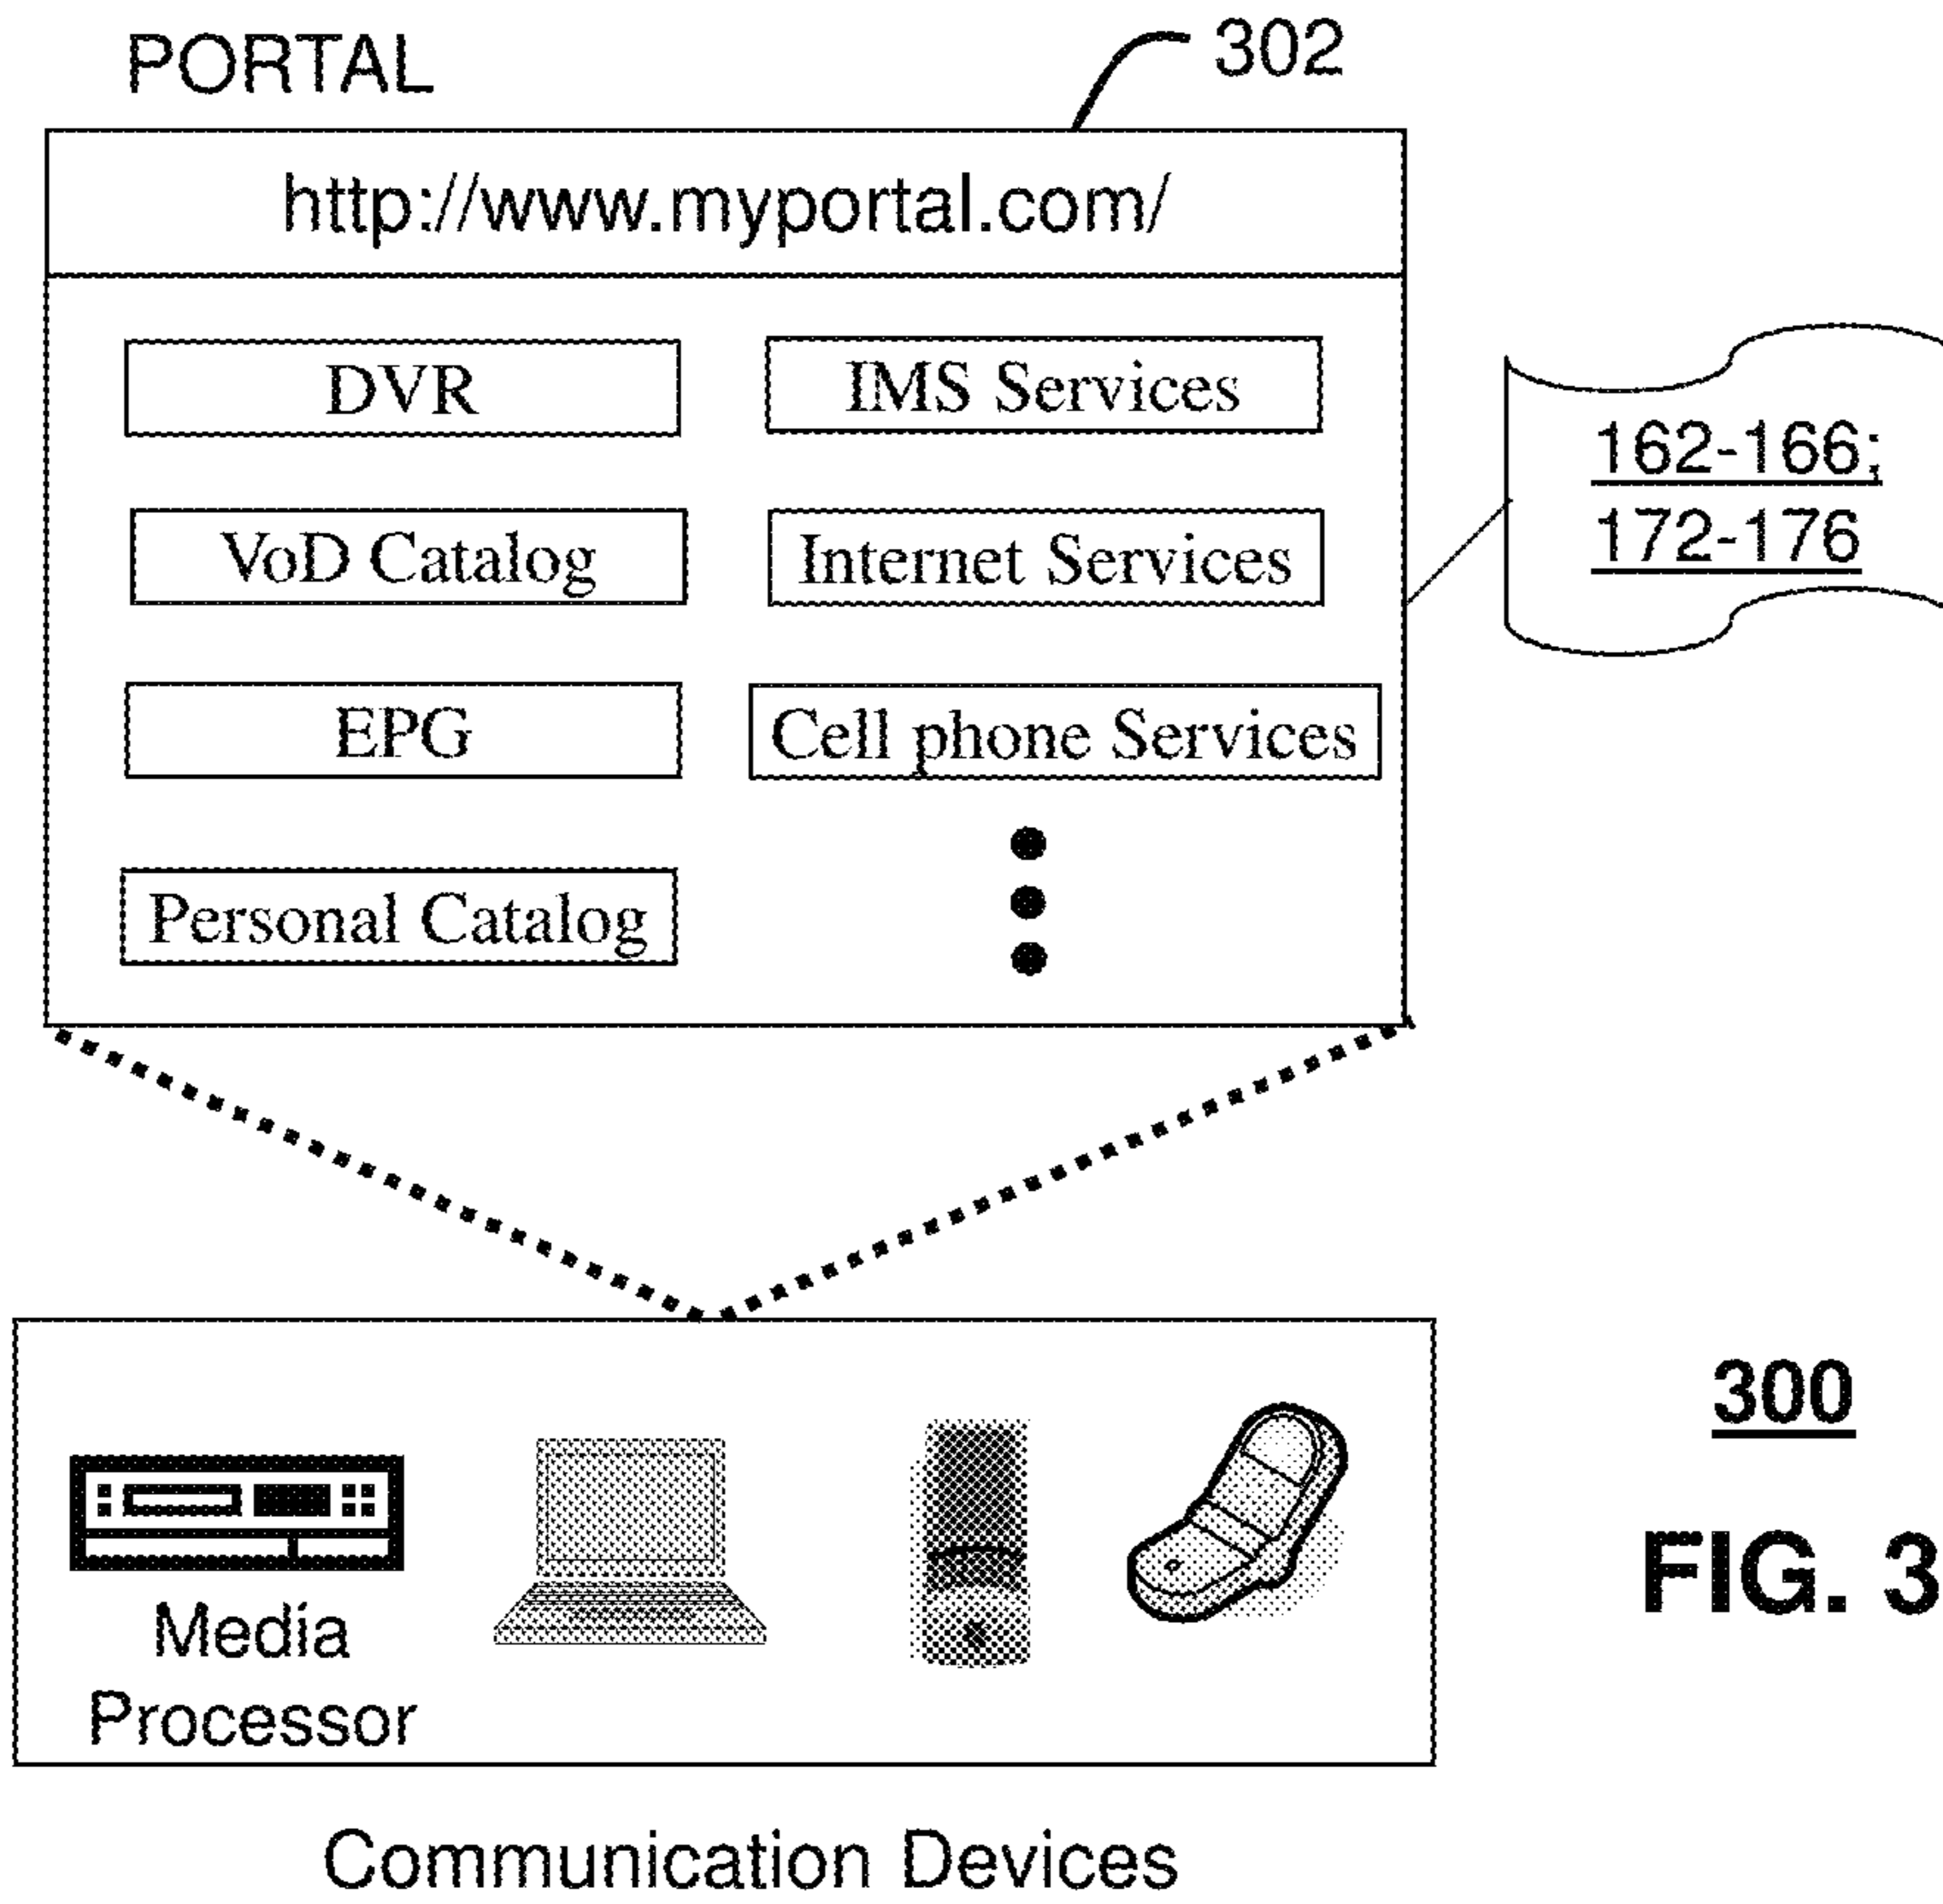 PORTAL
302
http://www.myportal.com/
DVR
IMS Services
VoD Catalog
Internet Services
EPG
Cell phone Services
Personal Catalog
162-166;
172-176
Media
Processor
300
FIG. 3
Communication Devices